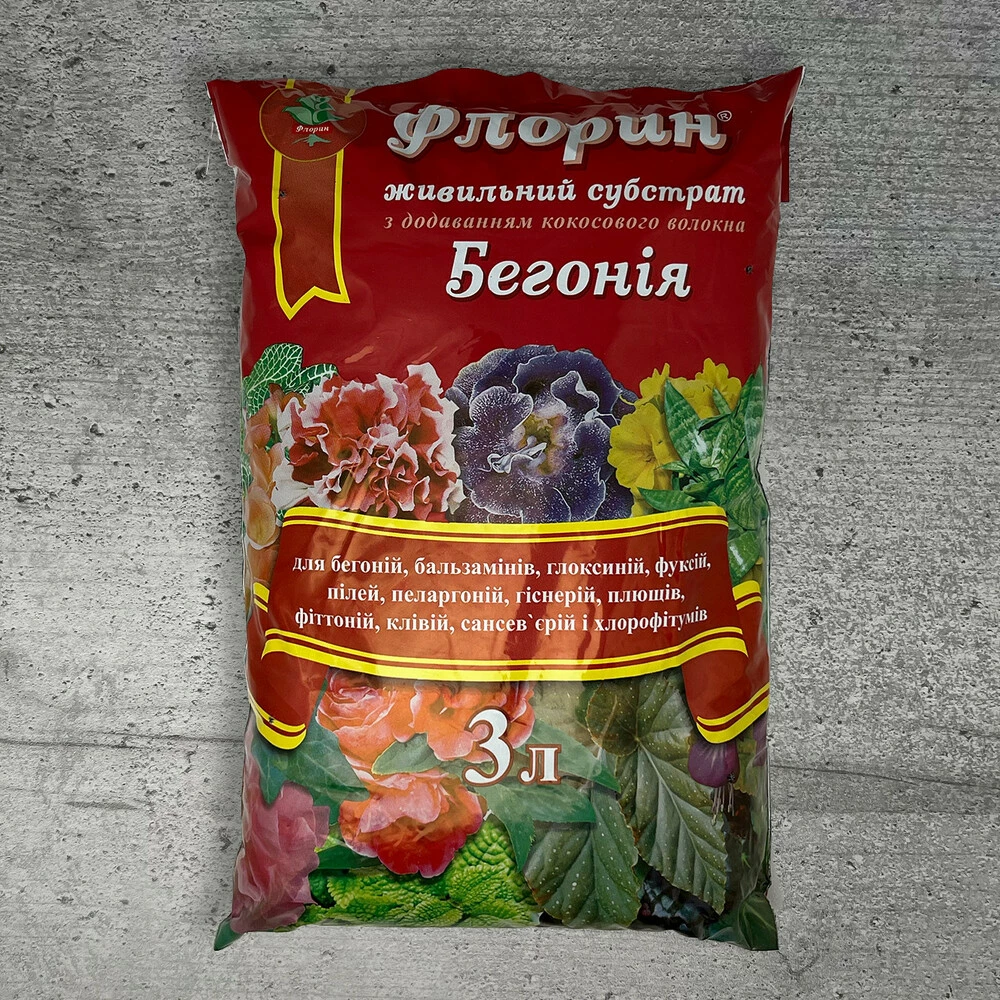 Флорин
Флорин®
живильний субстрат
з додаванням кокосового волокна
Бегонія
для бегоній, бальзамінів, глоксиній, фуксій,
пілей, пеларгоній, гіснерій, плющів,
фіттоній, клівій, сансев`єрій і хлорофітумів
3 л